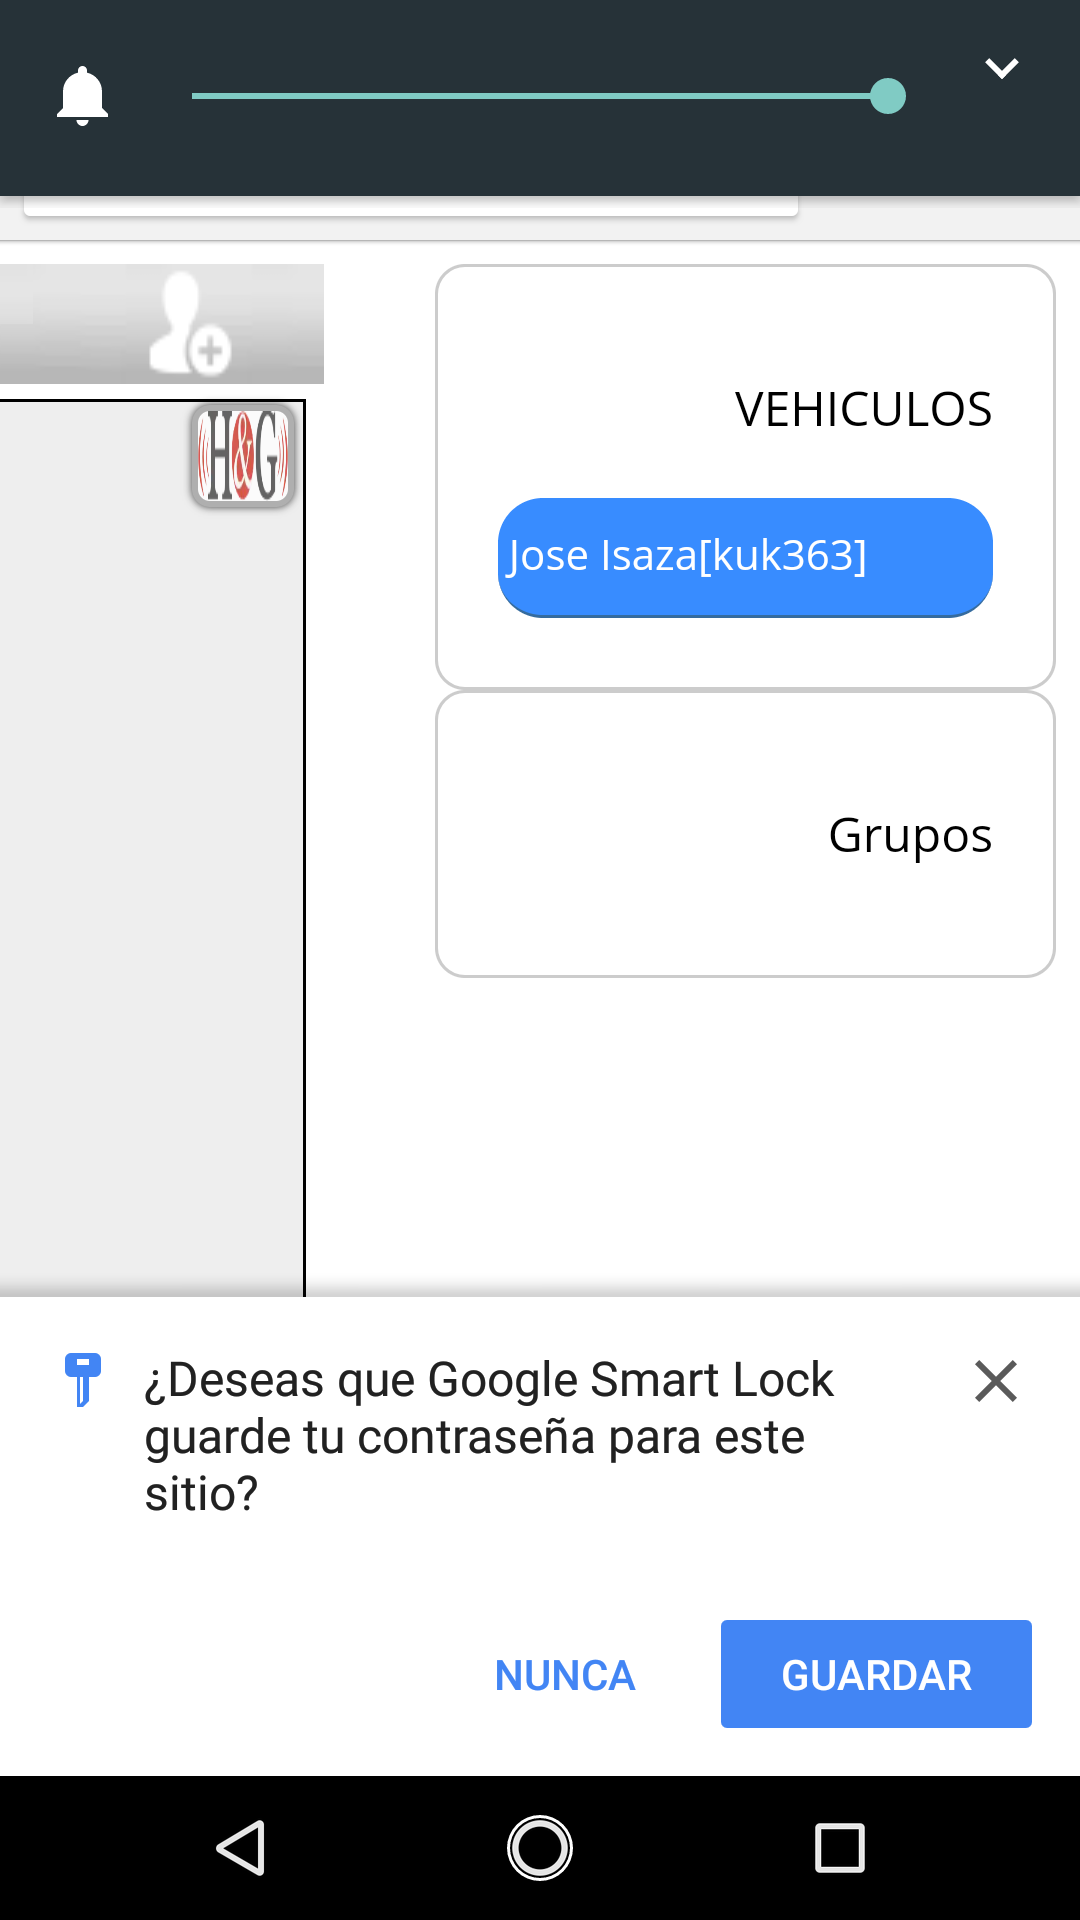 H&G
VEHICULOS
Jose Isaza[kuk363]
Grupos
¿Deseas que Google Smart Lock
guarde tu contraseña para este
sitio?
NUNCA
GUARDAR